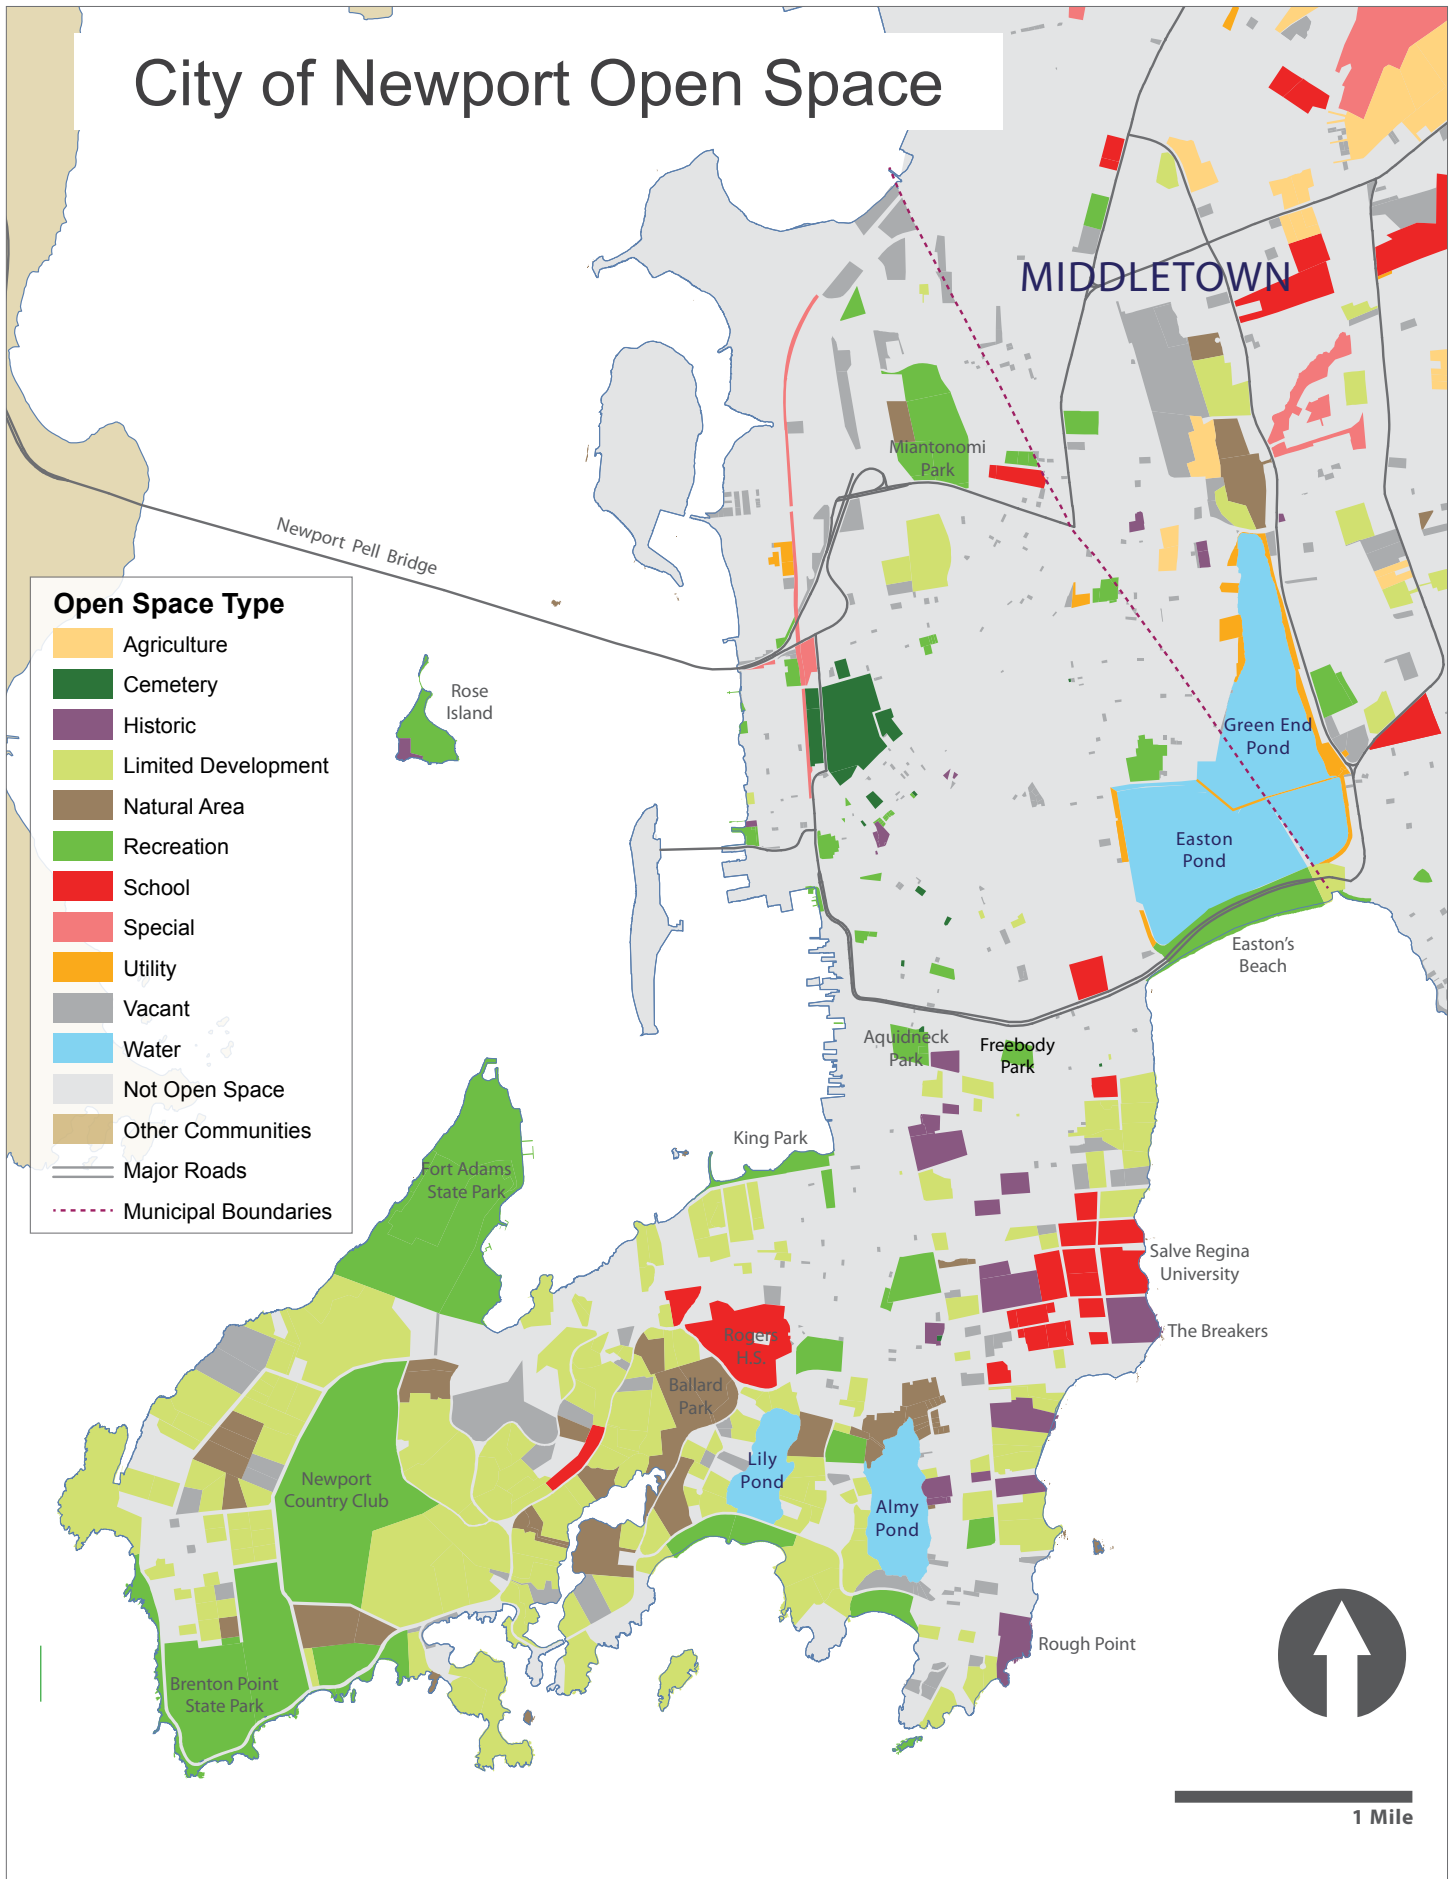 City of Newport Open Space
MIDDLETOWN
Miantonomi
Park
Newport Pell Bridge
Open Space Type
Agriculture
Cemetery
Historic
Limited Development
Natural Area
Recreation
School
Special
Utility
Vacant
Water
Not Open Space
Other Communities
Major Roads
Municipal Boundaries
Rose
Island
Green End
Pond
Easton
Pond
Easton's
Beach
Aquidneck
Park
Freebody
Park
King Park
Fort Adams
State Park
Salve Regina
University
The Breakers
Rogers
H.S.
Ballard
Park
Lily
Pond
Newport
Country Club
Almy
Pond
Rough Point
Brenton Point
State Park
1 Mile